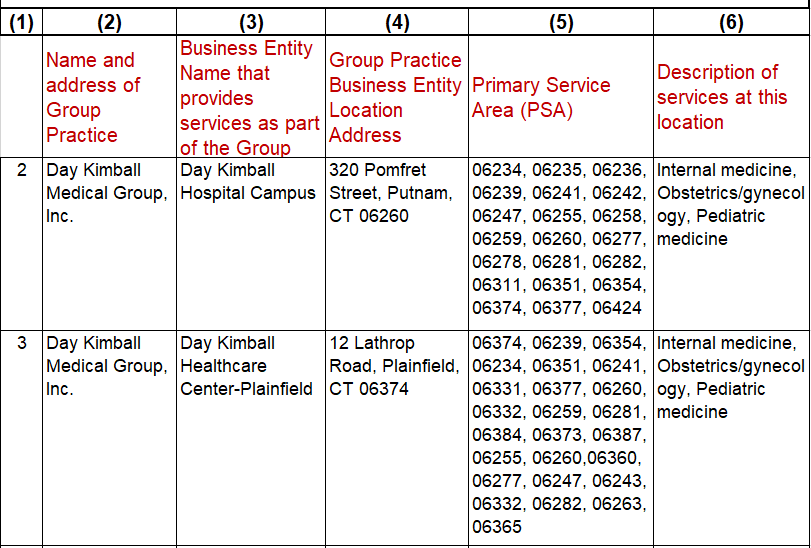 (1) (2) (3) (4) (5) (6)
Name and
address of
Group
Practice
Business Entity
Name that
provides
services as part
of the Group
Group Practice
Business Entity
Location
Address
Primary Service
Area (PSA)
Description of
services at this
location
2
Day Kimball
Medical Group,
Inc.
Day Kimball
Hospital Campus
320 Pomfret
Street, Putnam,
CT 06260
06234, 06235, 06236,
06239, 06241, 06242,
06247, 06255, 06258,
06259, 06260, 06277,
06278, 06281, 06282,
06311, 06351, 06354,
06374, 06377, 06424
Internal medicine,
Obstetrics/gynecol
ogy, Pediatric
medicine
3
Day Kimball
Medical Group,
Inc.
Day Kimball
Healthcare
Center-Plainfield
12 Lathrop
Road, Plainfield,
CT 06374
06374, 06239, 06354,
06234, 06351, 06241,
06331, 06377, 06260,
06332, 06259, 06281,
06384, 06373, 06387,
06255, 06260,06360,
06277, 06247, 06243,
06332, 06282, 06263,
06365
Internal medicine,
Obstetrics/gynecol
ogy, Pediatric
medicine